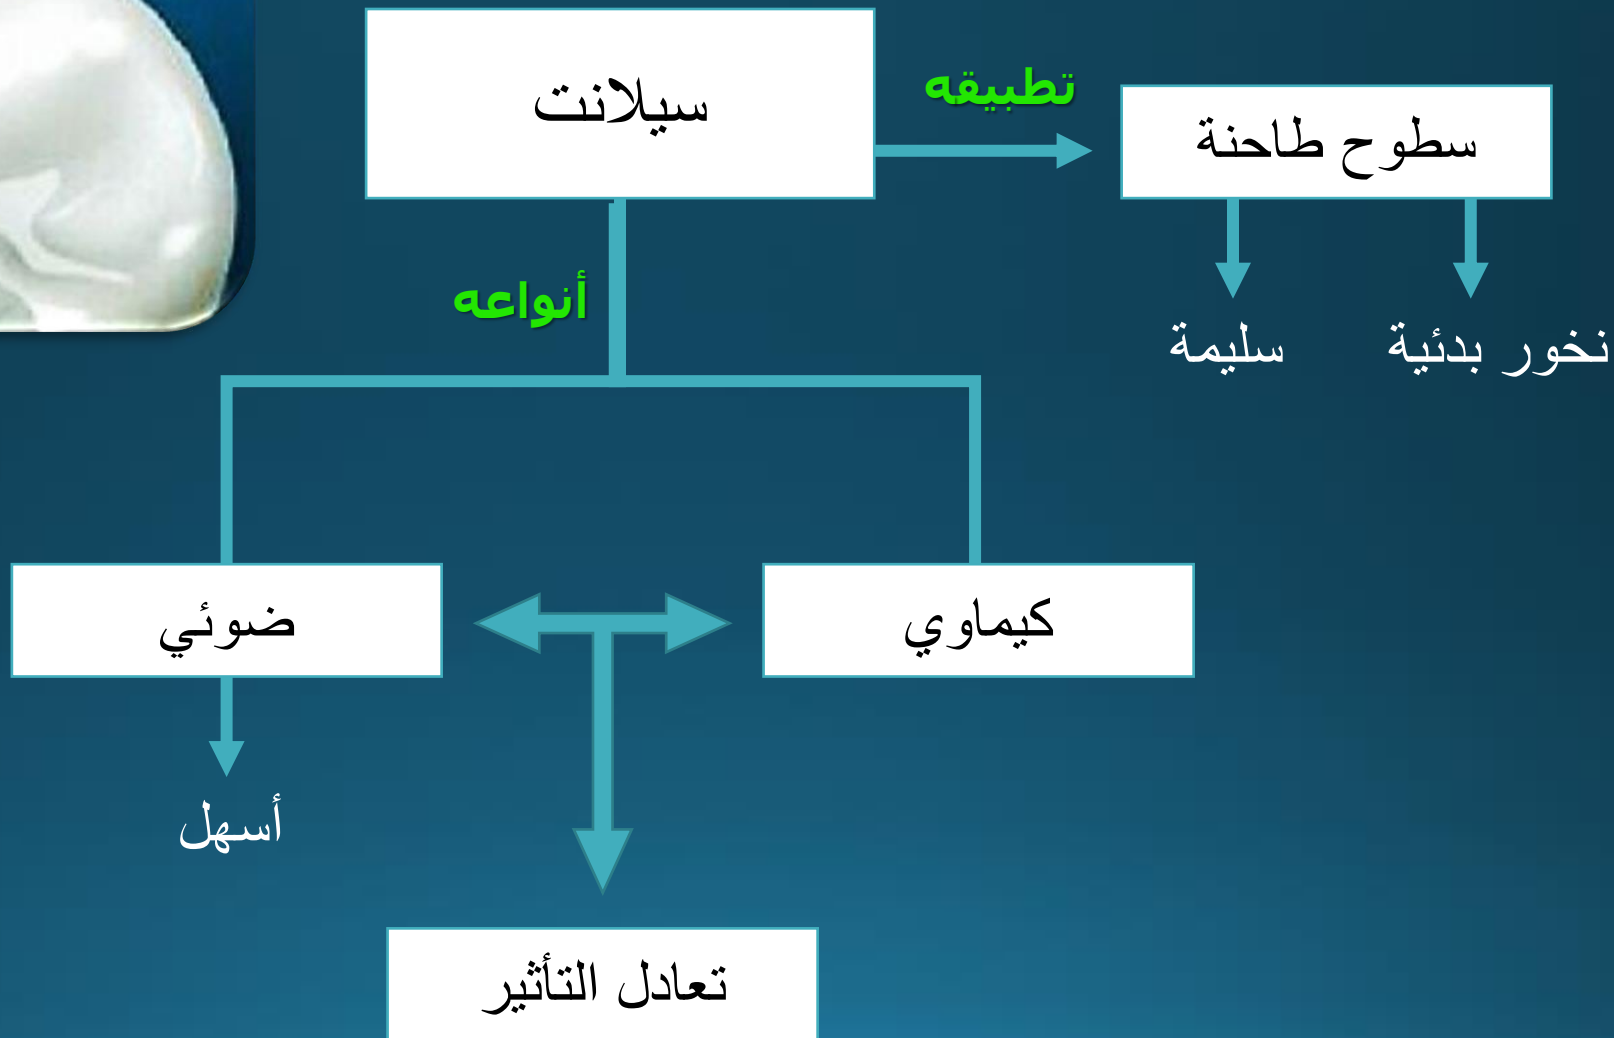 سيلانت
تطبيقه
سطوح طاحنة
نخور بدئية
سليمة
أنواعه
كيماوي
ضوئي
أسهل
تعادل التأثير